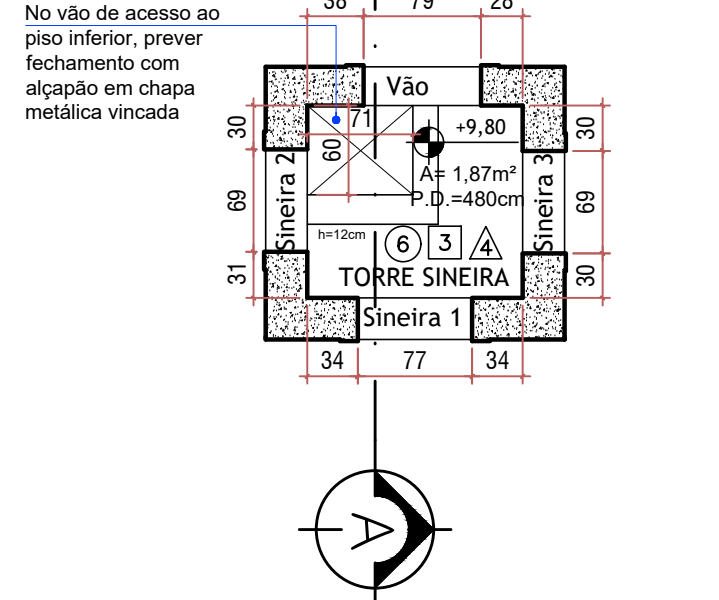 No vão de acesso ao
piso inferior, prever
fechamento com
alçapão em chapa
metálica vincada
38 79 28
Vão
71
60
+9,80
A= 1,87m²
P.D.=480cm
h=12cm
6 3 4
TORRE SINEIRA
Sineira 1
Sineira 2
Sineira 3
30
69
31
30
69
30
34 77 34
A